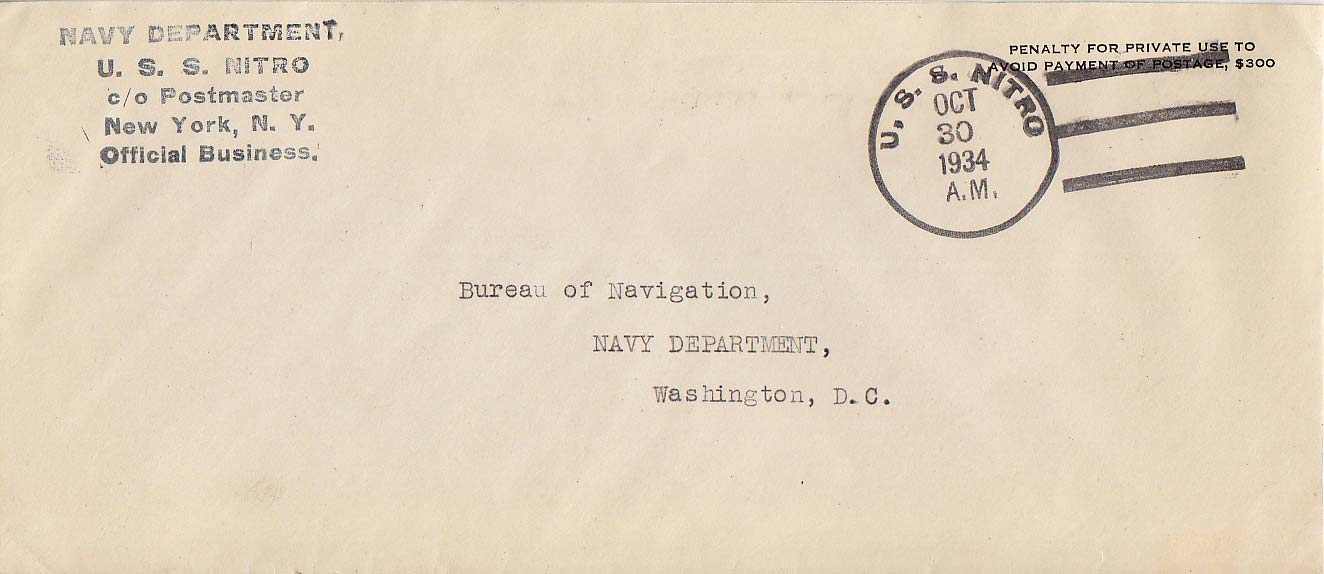 NAVY DEPARTMENT,
U. S. S. NITRO
c/o Postmaster
New York, N. Y.
Official Business.
PENALTY FOR PRIVATE USE TO
AVOID PAYMENT OF POSTAGE, $300
U. S. S. NITRO
OCT
30
1934
A.M.
Bureau of Navigation,
NAVY DEPARTMENT,
Washington, D.C.